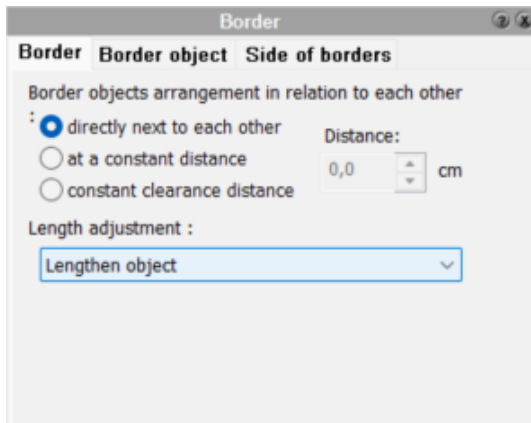 Border
Border Border object Side of borders
Border objects arrangement in relation to each other
:
directly next to each other
Distance:
at a constant distance
0,0 cm
constant clearance distance
Length adjustment :
Lengthen object